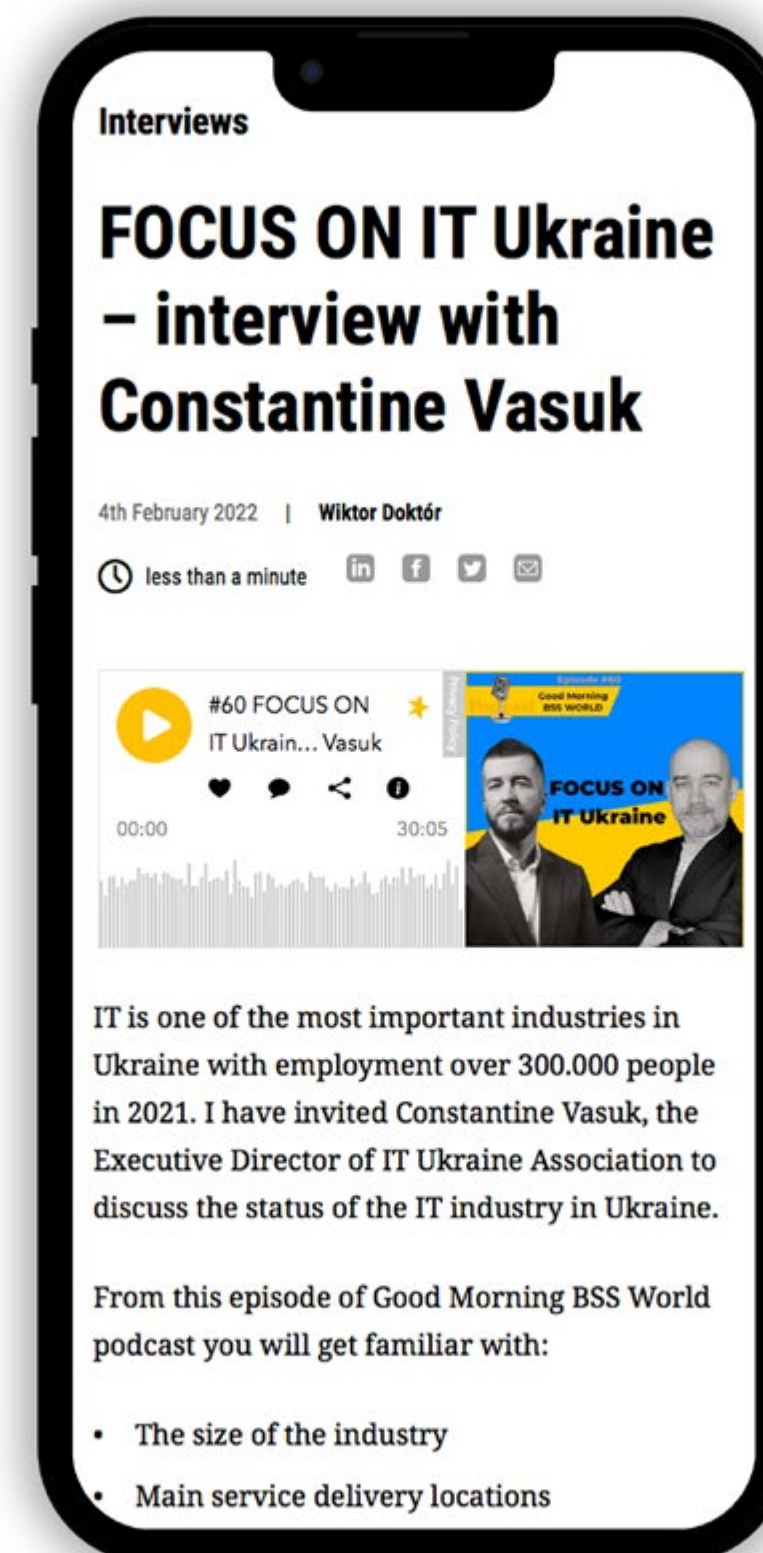 Interviews
FOCUS ON IT Ukraine
– interview with
Constantine Vasuk
4th February 2022 | Wiktor Doktór
less than a minute
#60 FOCUS ON
IT Ukrain... Vasuk
00:00
30:05
Privacy policy
Episode #60
Podcast
Good Morning
BSS WORLD
FOCUS ON
IT Ukraine
IT is one of the most important industries in
Ukraine with employment over 300.000 people
in 2021. I have invited Constantine Vasuk, the
Executive Director of IT Ukraine Association to
discuss the status of the IT industry in Ukraine.
From this episode of Good Morning BSS World
podcast you will get familiar with:
• The size of the industry
• Main service delivery locations